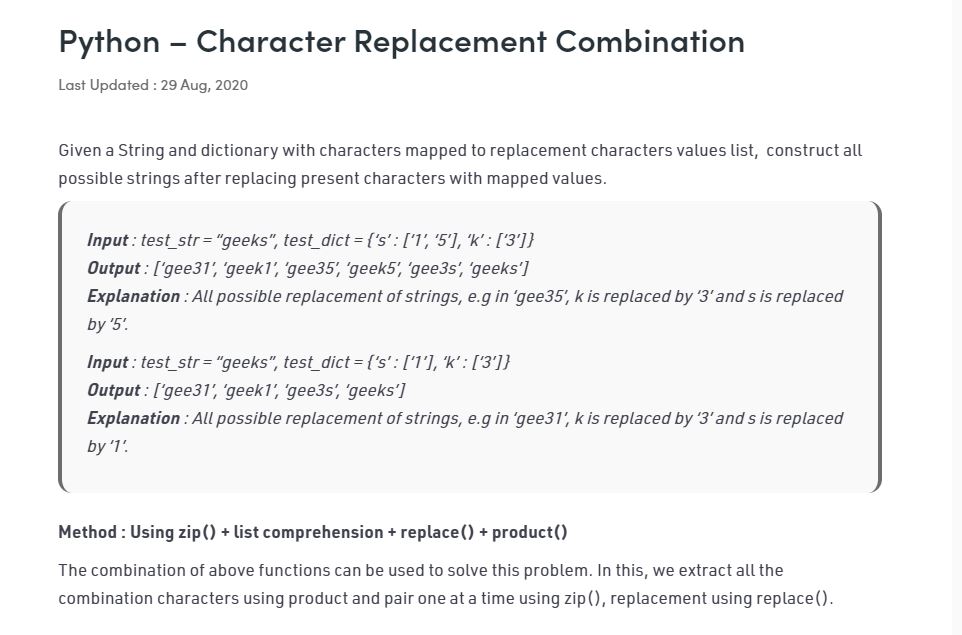 Python – Character Replacement Combination
Last Updated : 29 Aug, 2020
Given a String and dictionary with characters mapped to replacement characters values list,  construct all
possible strings after replacing present characters with mapped values.
Input : test_str = “geeks”, test_dict = {‘s’ : [‘1’, ‘5’], ‘k’ : [‘3’]}
Output : [‘gee31’, ‘geek1’, ‘gee35’, ‘geek5’, ‘gee3s’, ‘geeks’]
Explanation : All possible replacement of strings, e.g in ‘gee35’, k is replaced by ‘3’ and s is replaced
by ‘5’.
Input : test_str = “geeks”, test_dict = {‘s’ : [‘1’], ‘k’ : [‘3’]}
Output : [‘gee31’, ‘geek1’, ‘gee3s’, ‘geeks’]
Explanation : All possible replacement of strings, e.g in ‘gee31’, k is replaced by ‘3’ and s is replaced
by ‘1’.
Method : Using zip() + list comprehension + replace() + product()
The combination of above functions can be used to solve this problem. In this, we extract all the
combination characters using product and pair one at a time using zip(), replacement using replace().